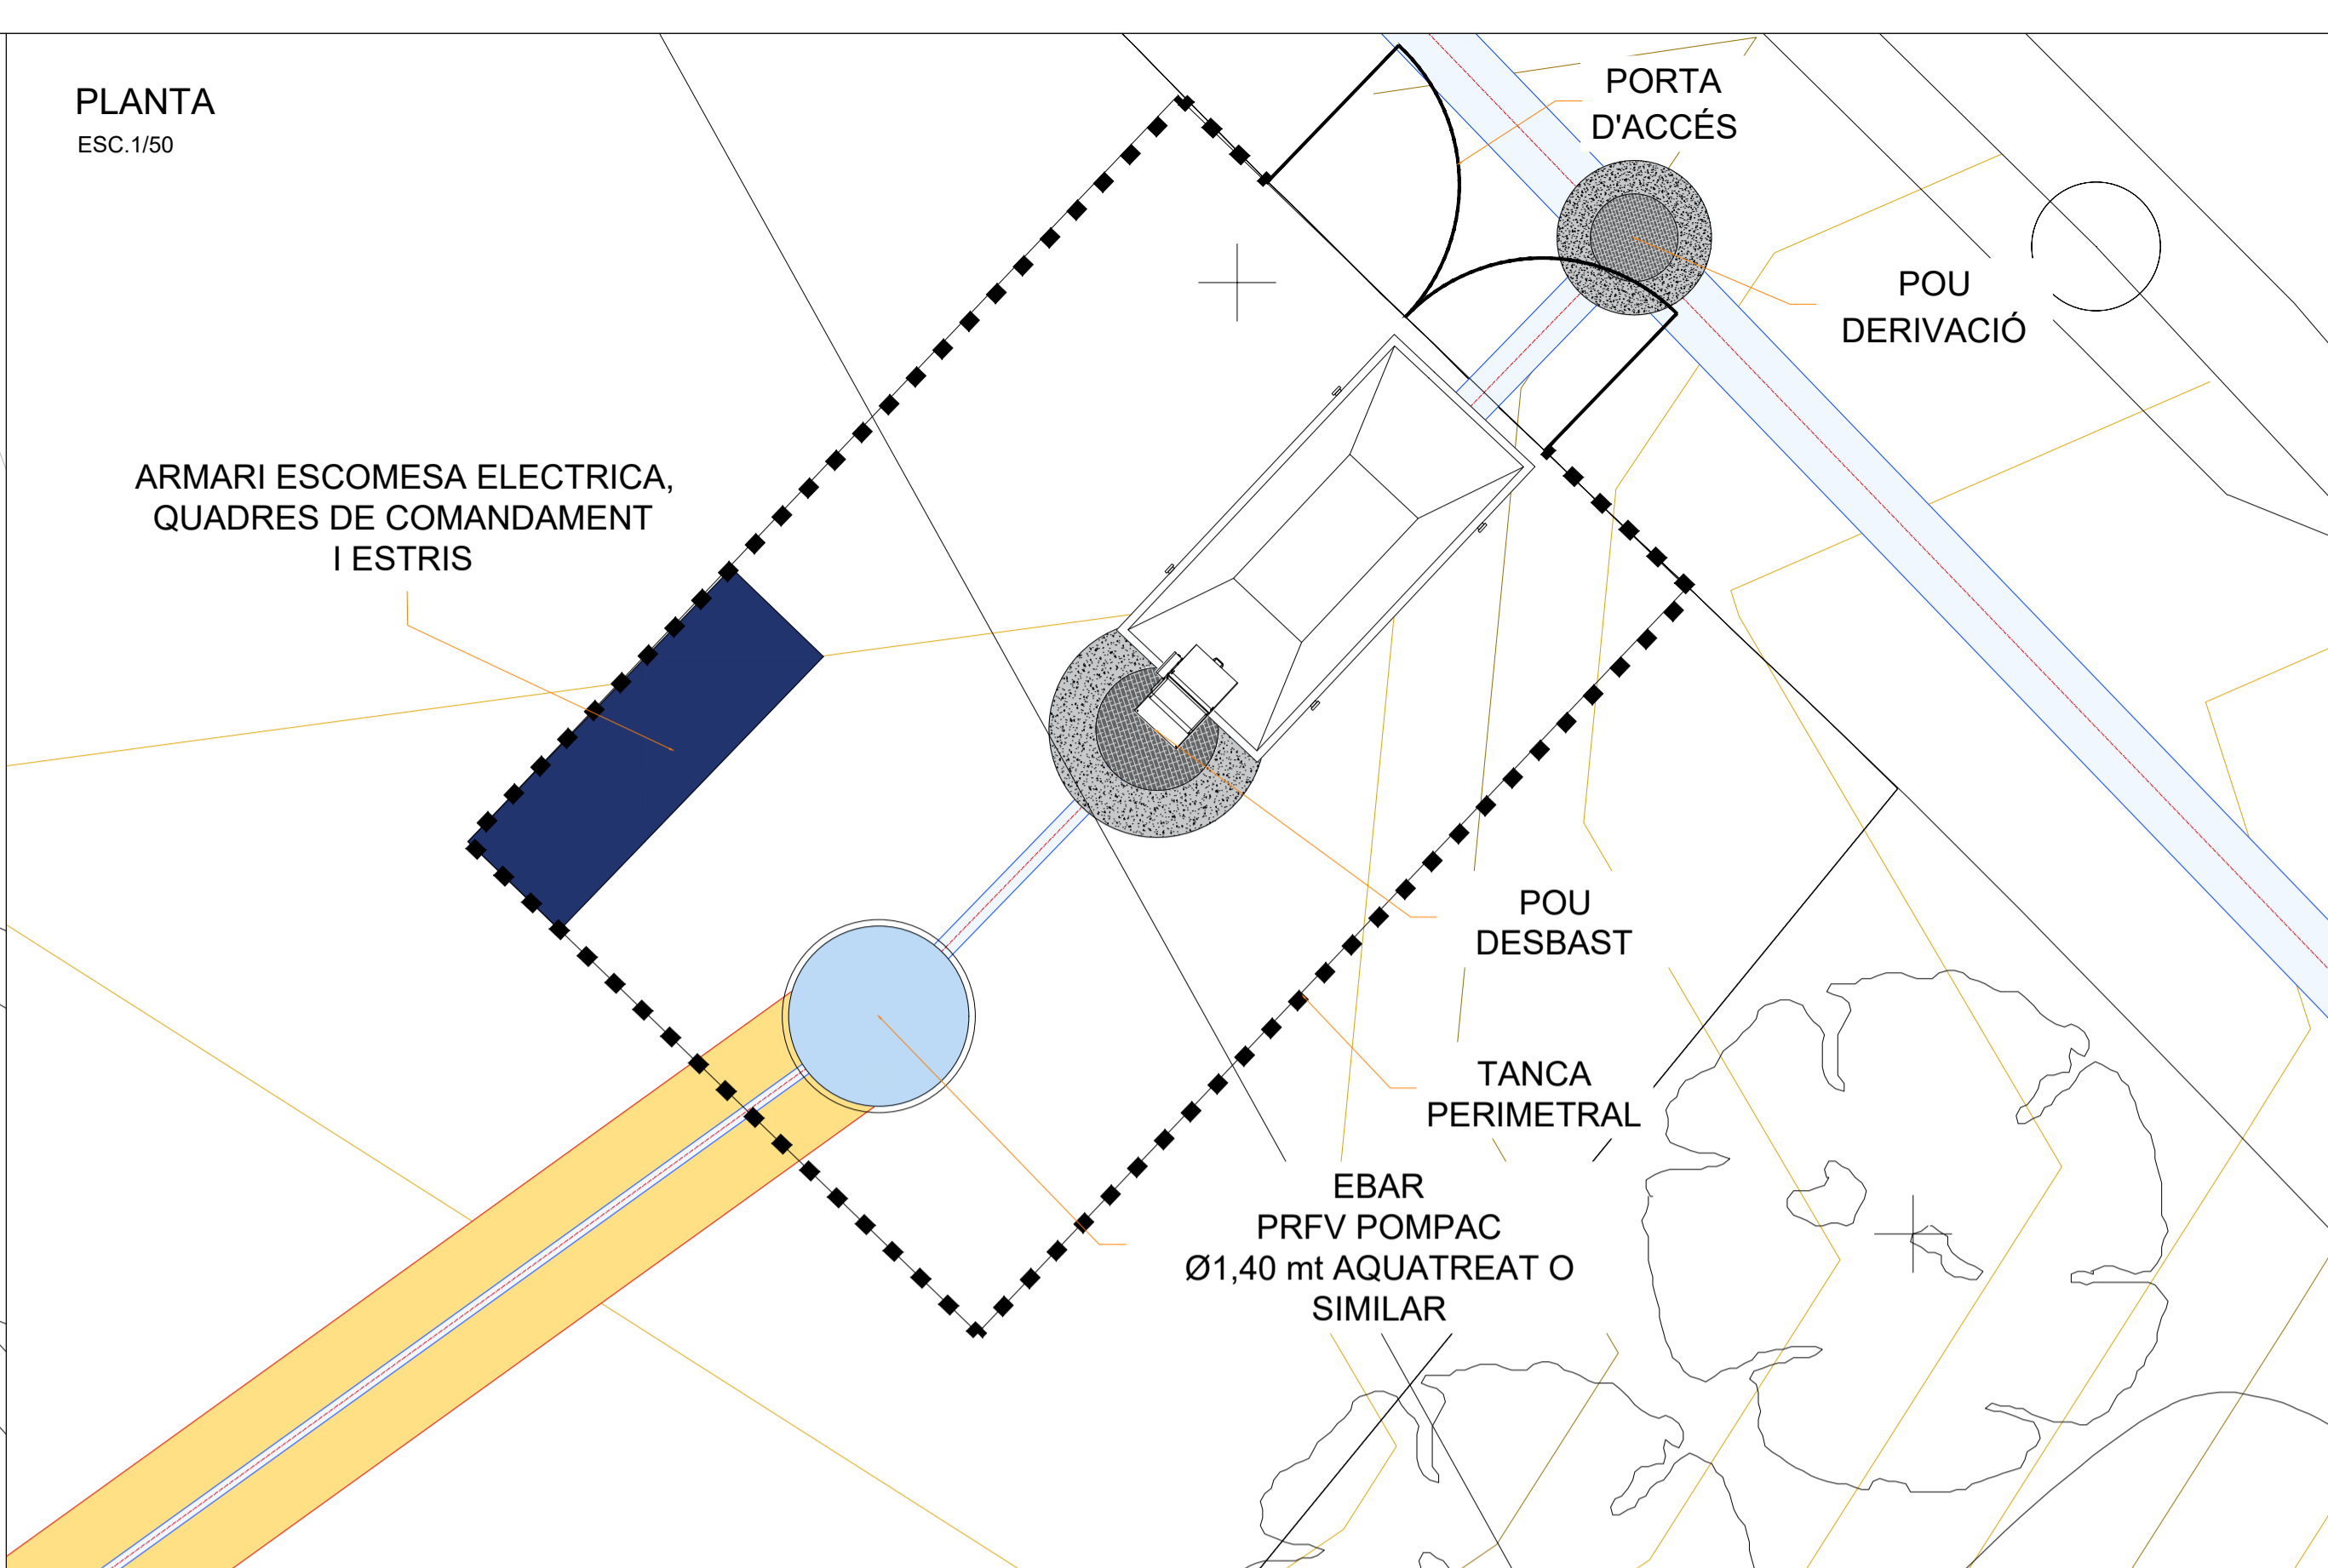 PLANTA
ESC.1/50
PORTA
D'ACCÉS
POU
DERIVACIÓ
ARMARI ESCOMESA ELECTRICA,
QUADRES DE COMANDAMENT
I ESTRIS
POU
DESBAST
TANCA
PERIMETRAL
EBAR
PRFV POMPAC
Ø1,40 mt AQUATREAT O
SIMILAR